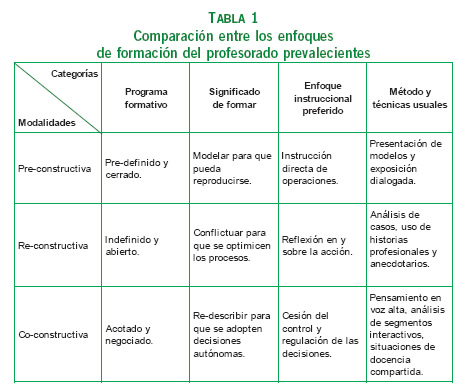 TABLA 1
Comparación entre los enfoques
de formación del profesorado prevalecientes
Categorías
Modalidades
Programa
formativo
Significado
de formar
Enfoque
instruccional
preferido
Método y
técnicas usuales
Pre-constructiva
Pre-definido y
cerrado.
Modelar para que
pueda
reproducirse.
Instrucción
directa de
operaciones.
Presentación de
modelos y
exposición
dialogada.
Re-constructiva
Indefinido y
abierto.
Conflictuar para
que se optimicen
los procesos.
Reflexión en y
sobre la acción.
Análisis de
casos, uso de
historias
profesionales y
anecdotarios.
Co-constructiva
Acotado y
negociado.
Re-describir para
que se adopten
decisiones
autónomas.
Cesión del
control y
regulación de las
decisiones.
Pensamiento en
voz alta, análisis
de segmentos
interactivos,
situaciones de
docencia
compartida.